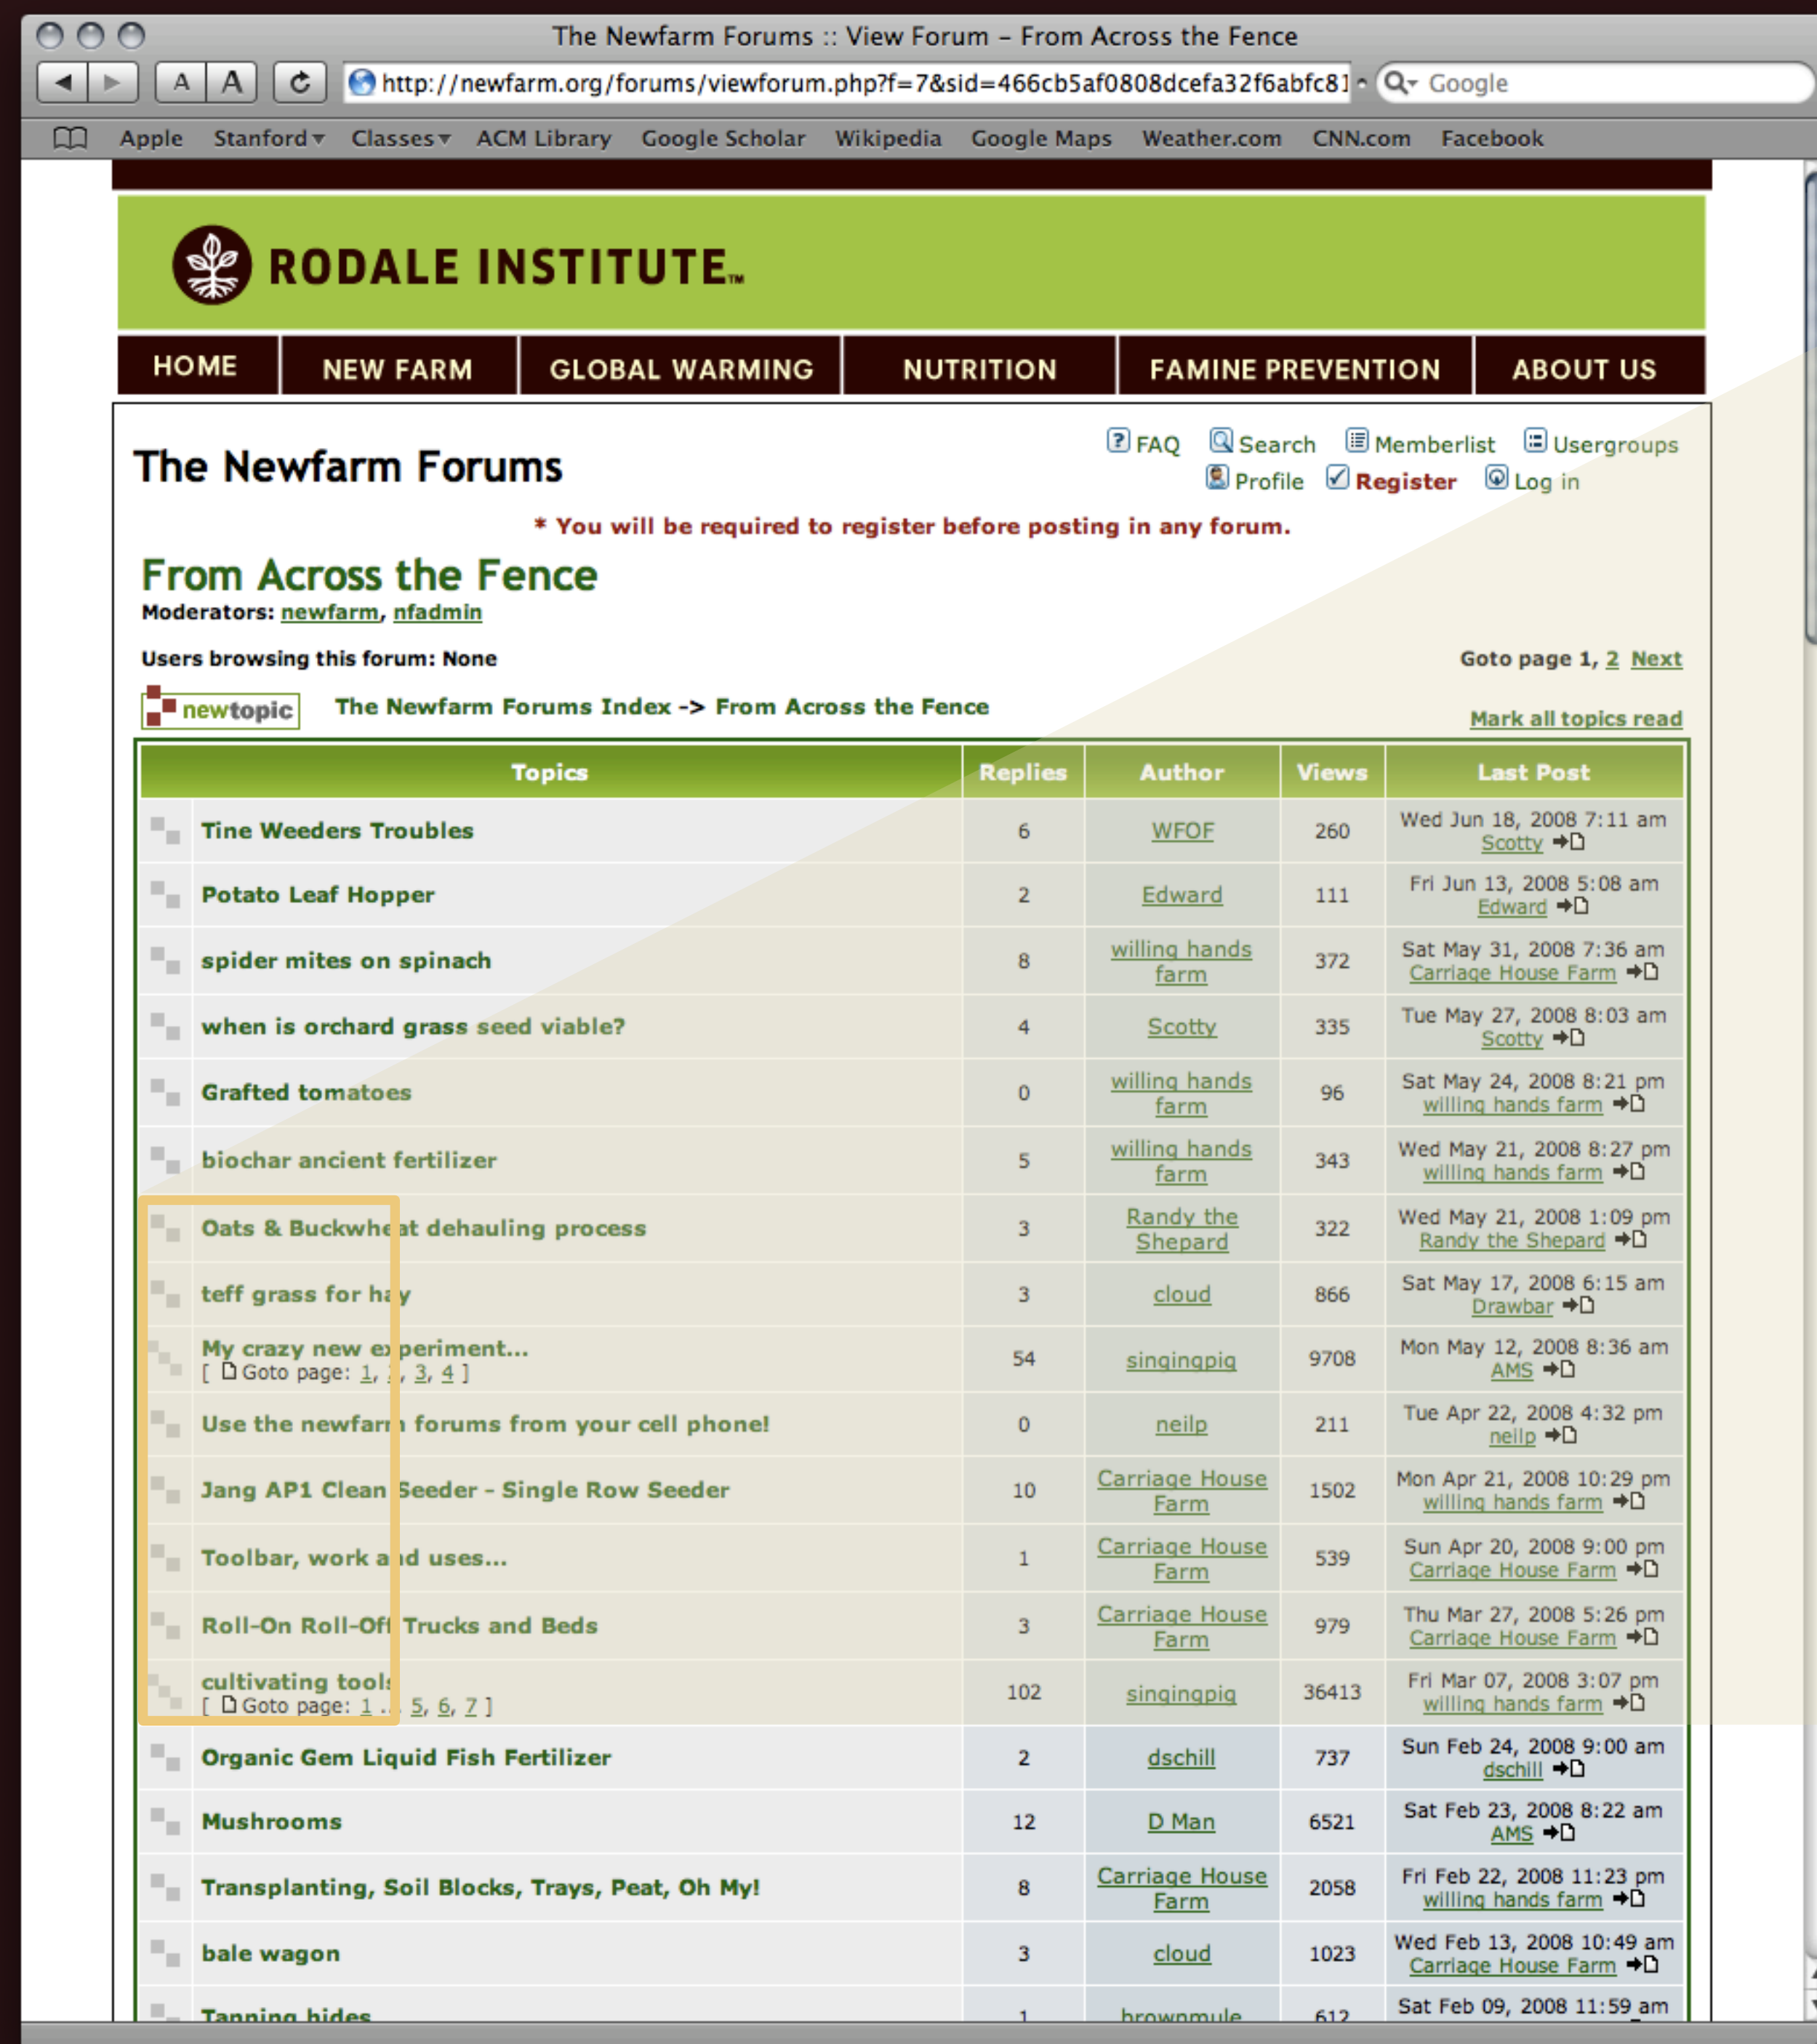 The Newfarm Forums :: View Forum – From Across the Fence
A A http://newfarm.org/forums/viewforum.php?f=7&sid=466cb5af0808dcefa32f6abfc81 Google
Apple Stanford Classes ACM Library Google Scholar Wikipedia Google Maps Weather.com CNN.com Facebook
RODALE INSTITUTE™
HOME NEW FARM GLOBAL WARMING NUTRITION FAMINE PREVENTION ABOUT US
The Newfarm Forums
FAQ Search Memberlist Usergroups
Profile Register Log in
* You will be required to register before posting in any forum.
From Across the Fence
Moderators: newfarm, nfadmin
Users browsing this forum: None
Goto page 1, 2 Next
newtopic The Newfarm Forums Index -> From Across the Fence
Mark all topics read
Topics Replies Author Views Last Post
Tine Weeders Troubles 6 WFOF 260 Wed Jun 18, 2008 7:11 am
Scotty
Potato Leaf Hopper 2 Edward 111 Fri Jun 13, 2008 5:08 am
Edward
spider mites on spinach 8 willing hands farm 372 Sat May 31, 2008 7:36 am
Carriage House Farm
when is orchard grass seed viable? 4 Scotty 335 Tue May 27, 2008 8:03 am
Scotty
Grafted tomatoes 0 willing hands farm 96 Sat May 24, 2008 8:21 pm
willing hands farm
biochar ancient fertilizer 5 willing hands farm 343 Wed May 21, 2008 8:27 pm
willing hands farm
Oats & Buckwheat dehauling process 3 Randy the Shepard 322 Wed May 21, 2008 1:09 pm
Randy the Shepard
teff grass for hay 3 cloud 866 Sat May 17, 2008 6:15 am
Drawbar
My crazy new experiment... 54 singingpig 9708 Mon May 12, 2008 8:36 am
[ Goto page: 1, 2, 3, 4 ] AMS
Use the newfarm forums from your cell phone! 0 neilp 211 Tue Apr 22, 2008 4:32 pm
neilp
Jang AP1 Clean Seeder - Single Row Seeder 10 Carriage House Farm 1502 Mon Apr 21, 2008 10:29 pm
willing hands farm
Toolbar, work and uses... 1 Carriage House Farm 539 Sun Apr 20, 2008 9:00 pm
Carriage House Farm
Roll-On Roll-Off Trucks and Beds 3 Carriage House Farm 979 Thu Mar 27, 2008 5:26 pm
Carriage House Farm
cultivating tools 102 singingpig 36413 Fri Mar 07, 2008 3:07 pm
[ Goto page: 1 ... 5, 6, 7 ] willing hands farm
Organic Gem Liquid Fish Fertilizer 2 dschill 737 Sun Feb 24, 2008 9:00 am
dschill
Mushrooms 12 D Man 6521 Sat Feb 23, 2008 8:22 am
AMS
Transplanting, Soil Blocks, Trays, Peat, Oh My! 8 Carriage House Farm 2058 Fri Feb 22, 2008 11:23 pm
willing hands farm
bale wagon 3 cloud 1023 Wed Feb 13, 2008 10:49 am
Carriage House Farm
Tanning hides 1 brownmule 612 Sat Feb 09, 2008 11:59 am